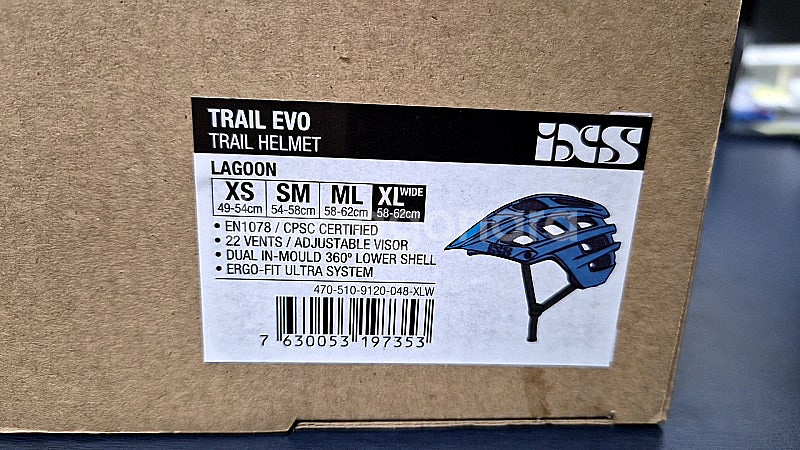 TRAIL EVO
TRAIL HELMET
iXS
LAGOON
XS SM ML XL WIDE
49-54cm 54-58cm 58-62cm 58-62cm
• EN1078 / CPSC CERTIFIED
• 22 VENTS / ADJUSTABLE VISOR
• DUAL IN-MOULD 360° LOWER SHELL
• ERGO-FIT ULTRA SYSTEM
470-510-9120-048-XLW
7 630053 197353